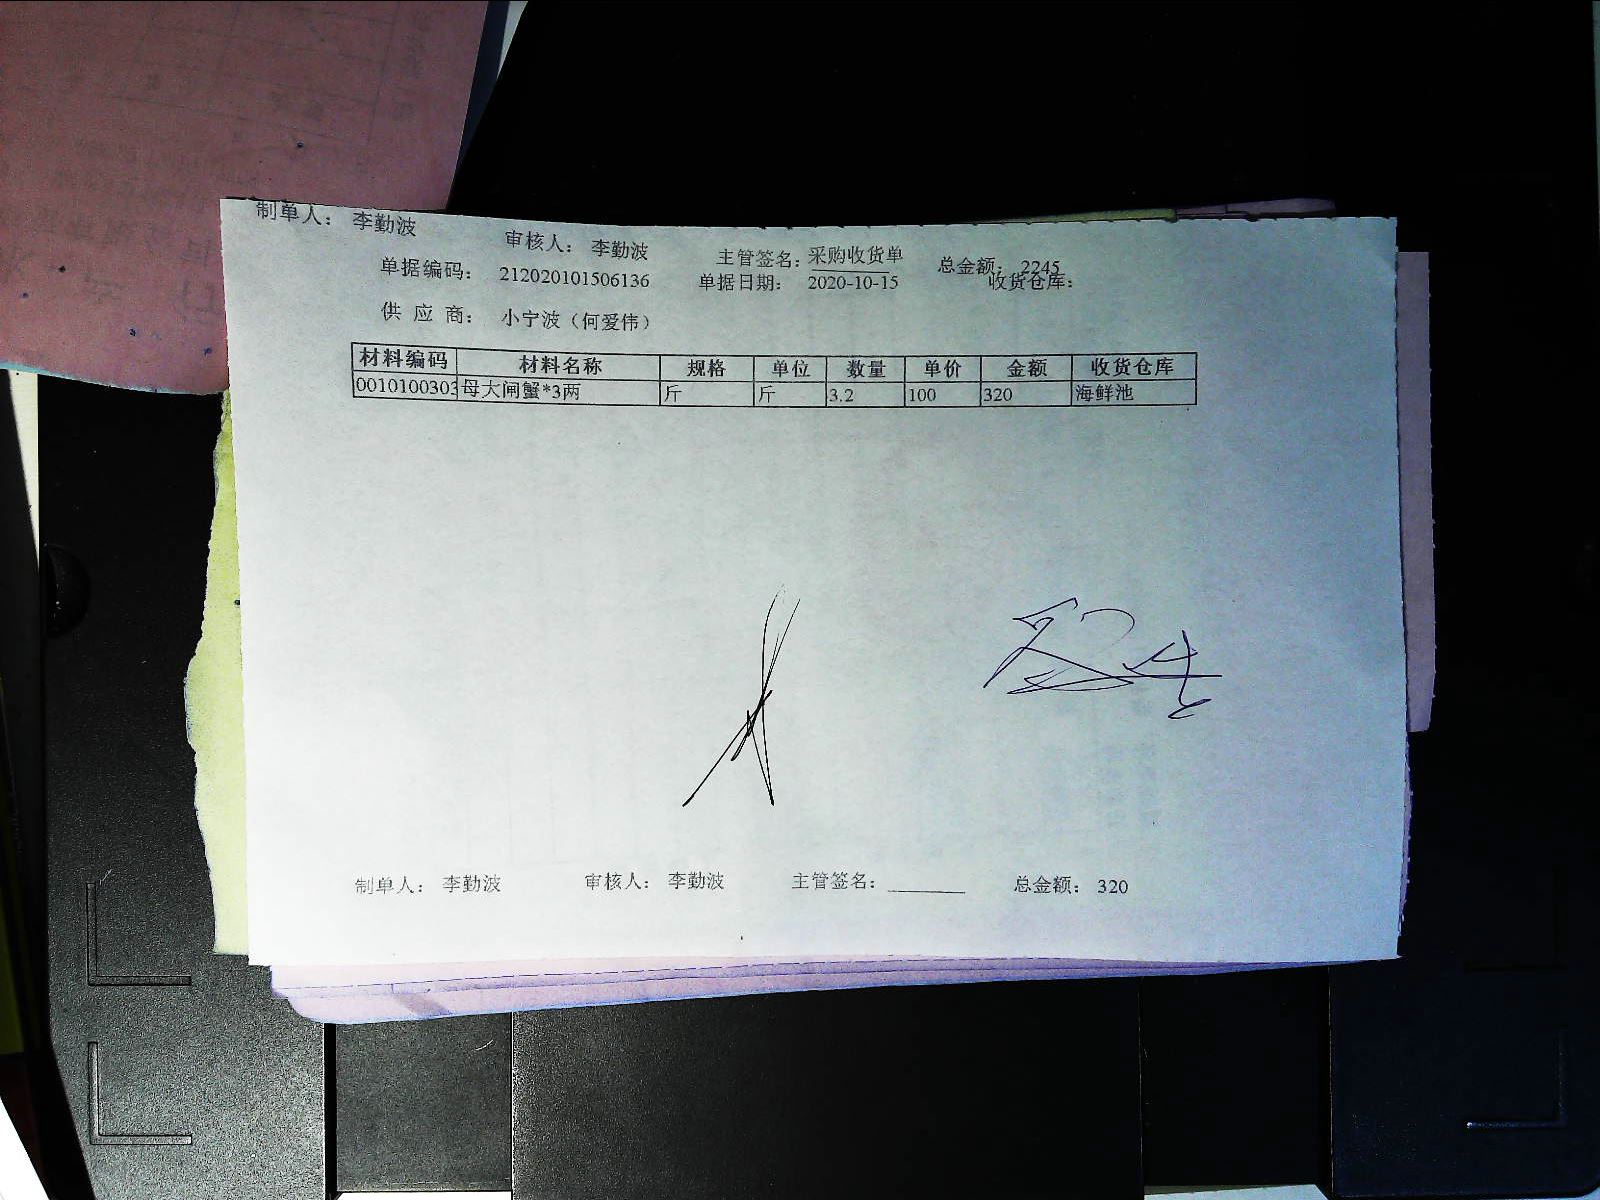 制单人： 李勤波 审核人： 李勤波 主管签名： 总金额： 2245
采购收货单
单据编码： 212020101506136 单据日期： 2020-10-15 收货仓库：
供 应 商： 小宁波（何爱伟）
材料编码 材料名称 规格 单位 数量 单价 金额 收货仓库
0010100303 母大闸蟹*3两 斤 斤 3.2 100 320 海鲜池
制单人： 李勤波 审核人： 李勤波 主管签名： ________ 总金额： 320